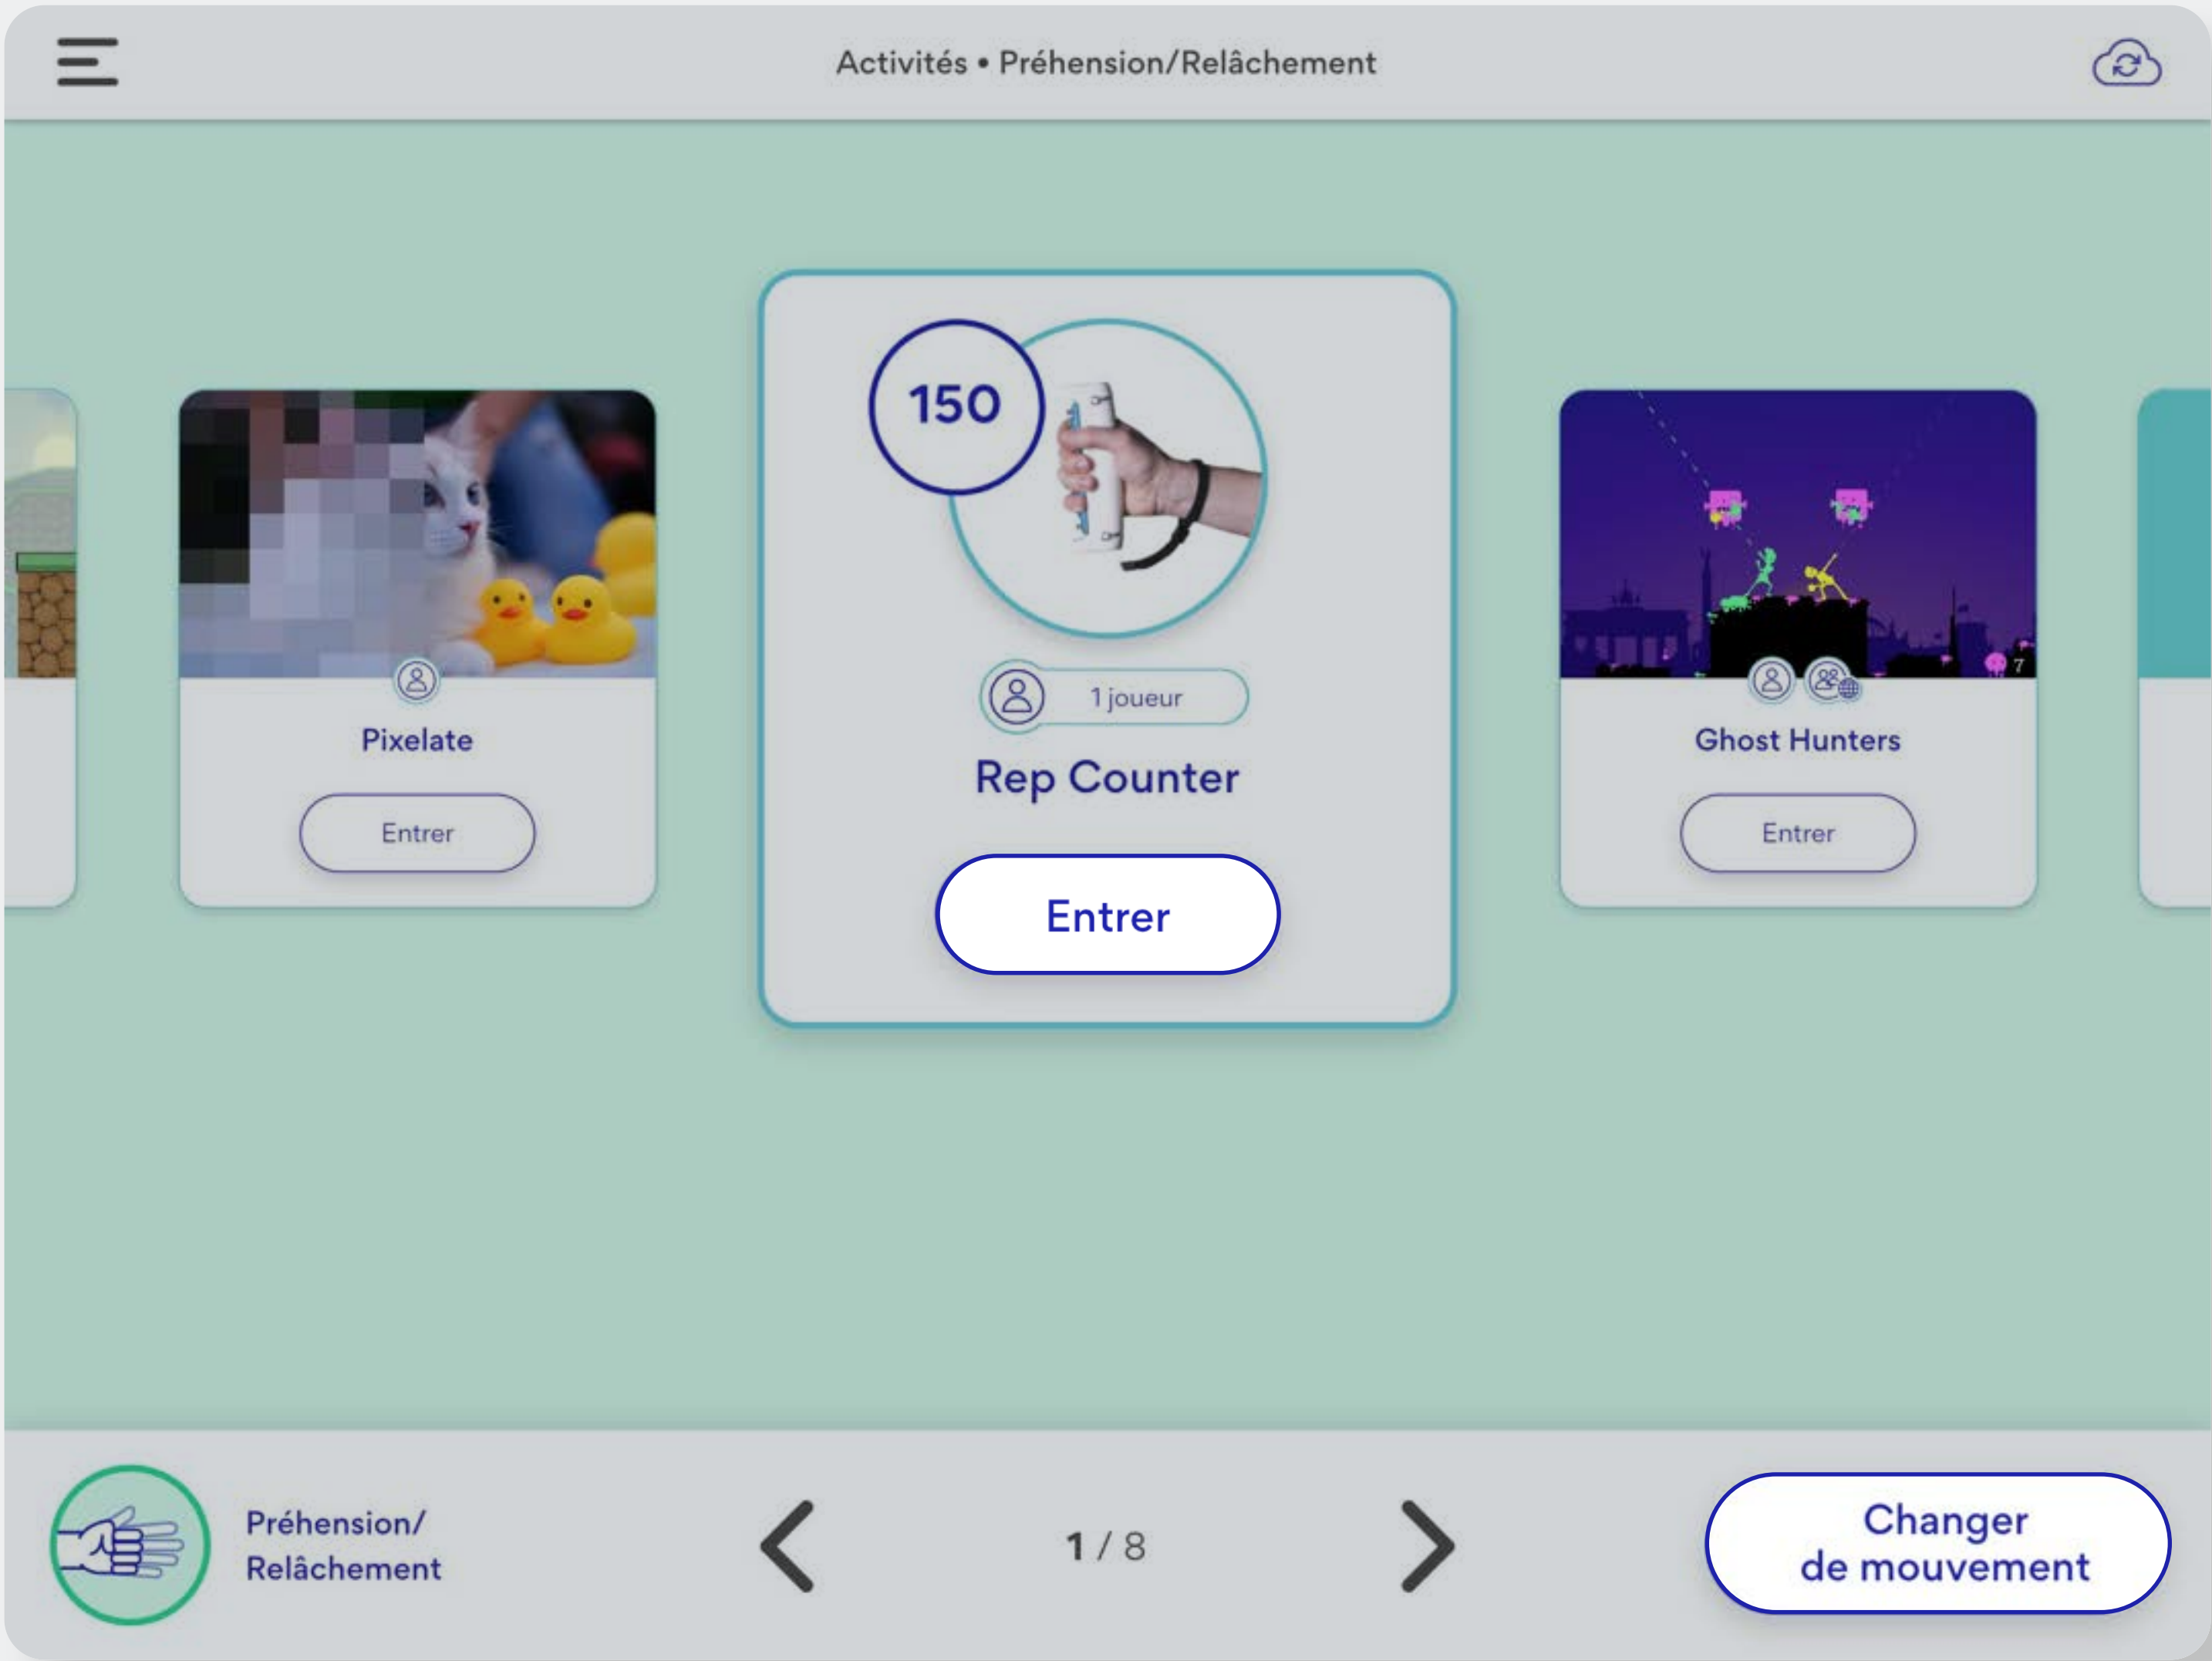 Activités • Préhension/Relâchement
150
1 joueur
Rep Counter
Entrer
Pixelate
Entrer
7
Ghost Hunters
Entrer
Préhension/
Relâchement
1 / 8
Changer
de mouvement